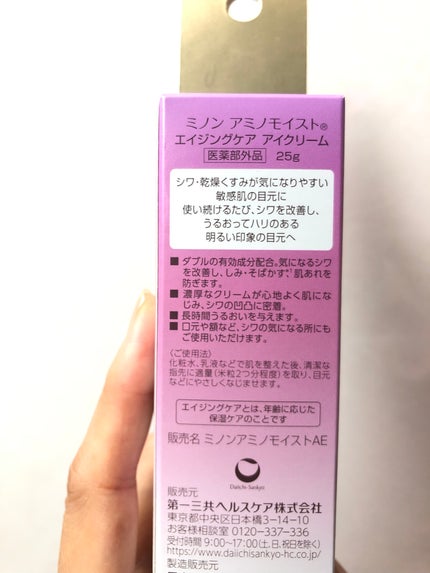 ミノン アミノモイスト®
エイジングケア アイクリーム
医薬部外品 25g
シワ・乾燥くすみが気になりやすい
敏感肌の目元に
使い続けるたび、シワを改善し、
うるおってハリのある
明るい印象の目元へ
■ダブルの有効成分配合。気になるシワ
を改善し、しみ・そばかす*¹肌あれを
防ぎます。
■濃厚なクリームが心地よく肌にな
じみ、シワの凹凸に密着。
■長時間うるおいを与えます。
■口元や額など、シワの気になる所にも
ご使用いただけます。
〈ご使用法〉
化粧水、乳液などで肌を整えた後、清潔な
指先に適量(米粒2つ分程度)を取り、目元
などにやさしくなじませます。
エイジングケアとは、年齢に応じた
保湿ケアのことです
販売名 ミノンアミノモイストAE
Daiichi-Sankyo
販売元
第一三共ヘルスケア株式会社
東京都中央区日本橋3-14-10
お客様相談室 0120-337-336
受付時間 9:00~17:00(土、日、祝日を除く)
https://www.daiichisankyo-hc.co.jp/
製造販売元